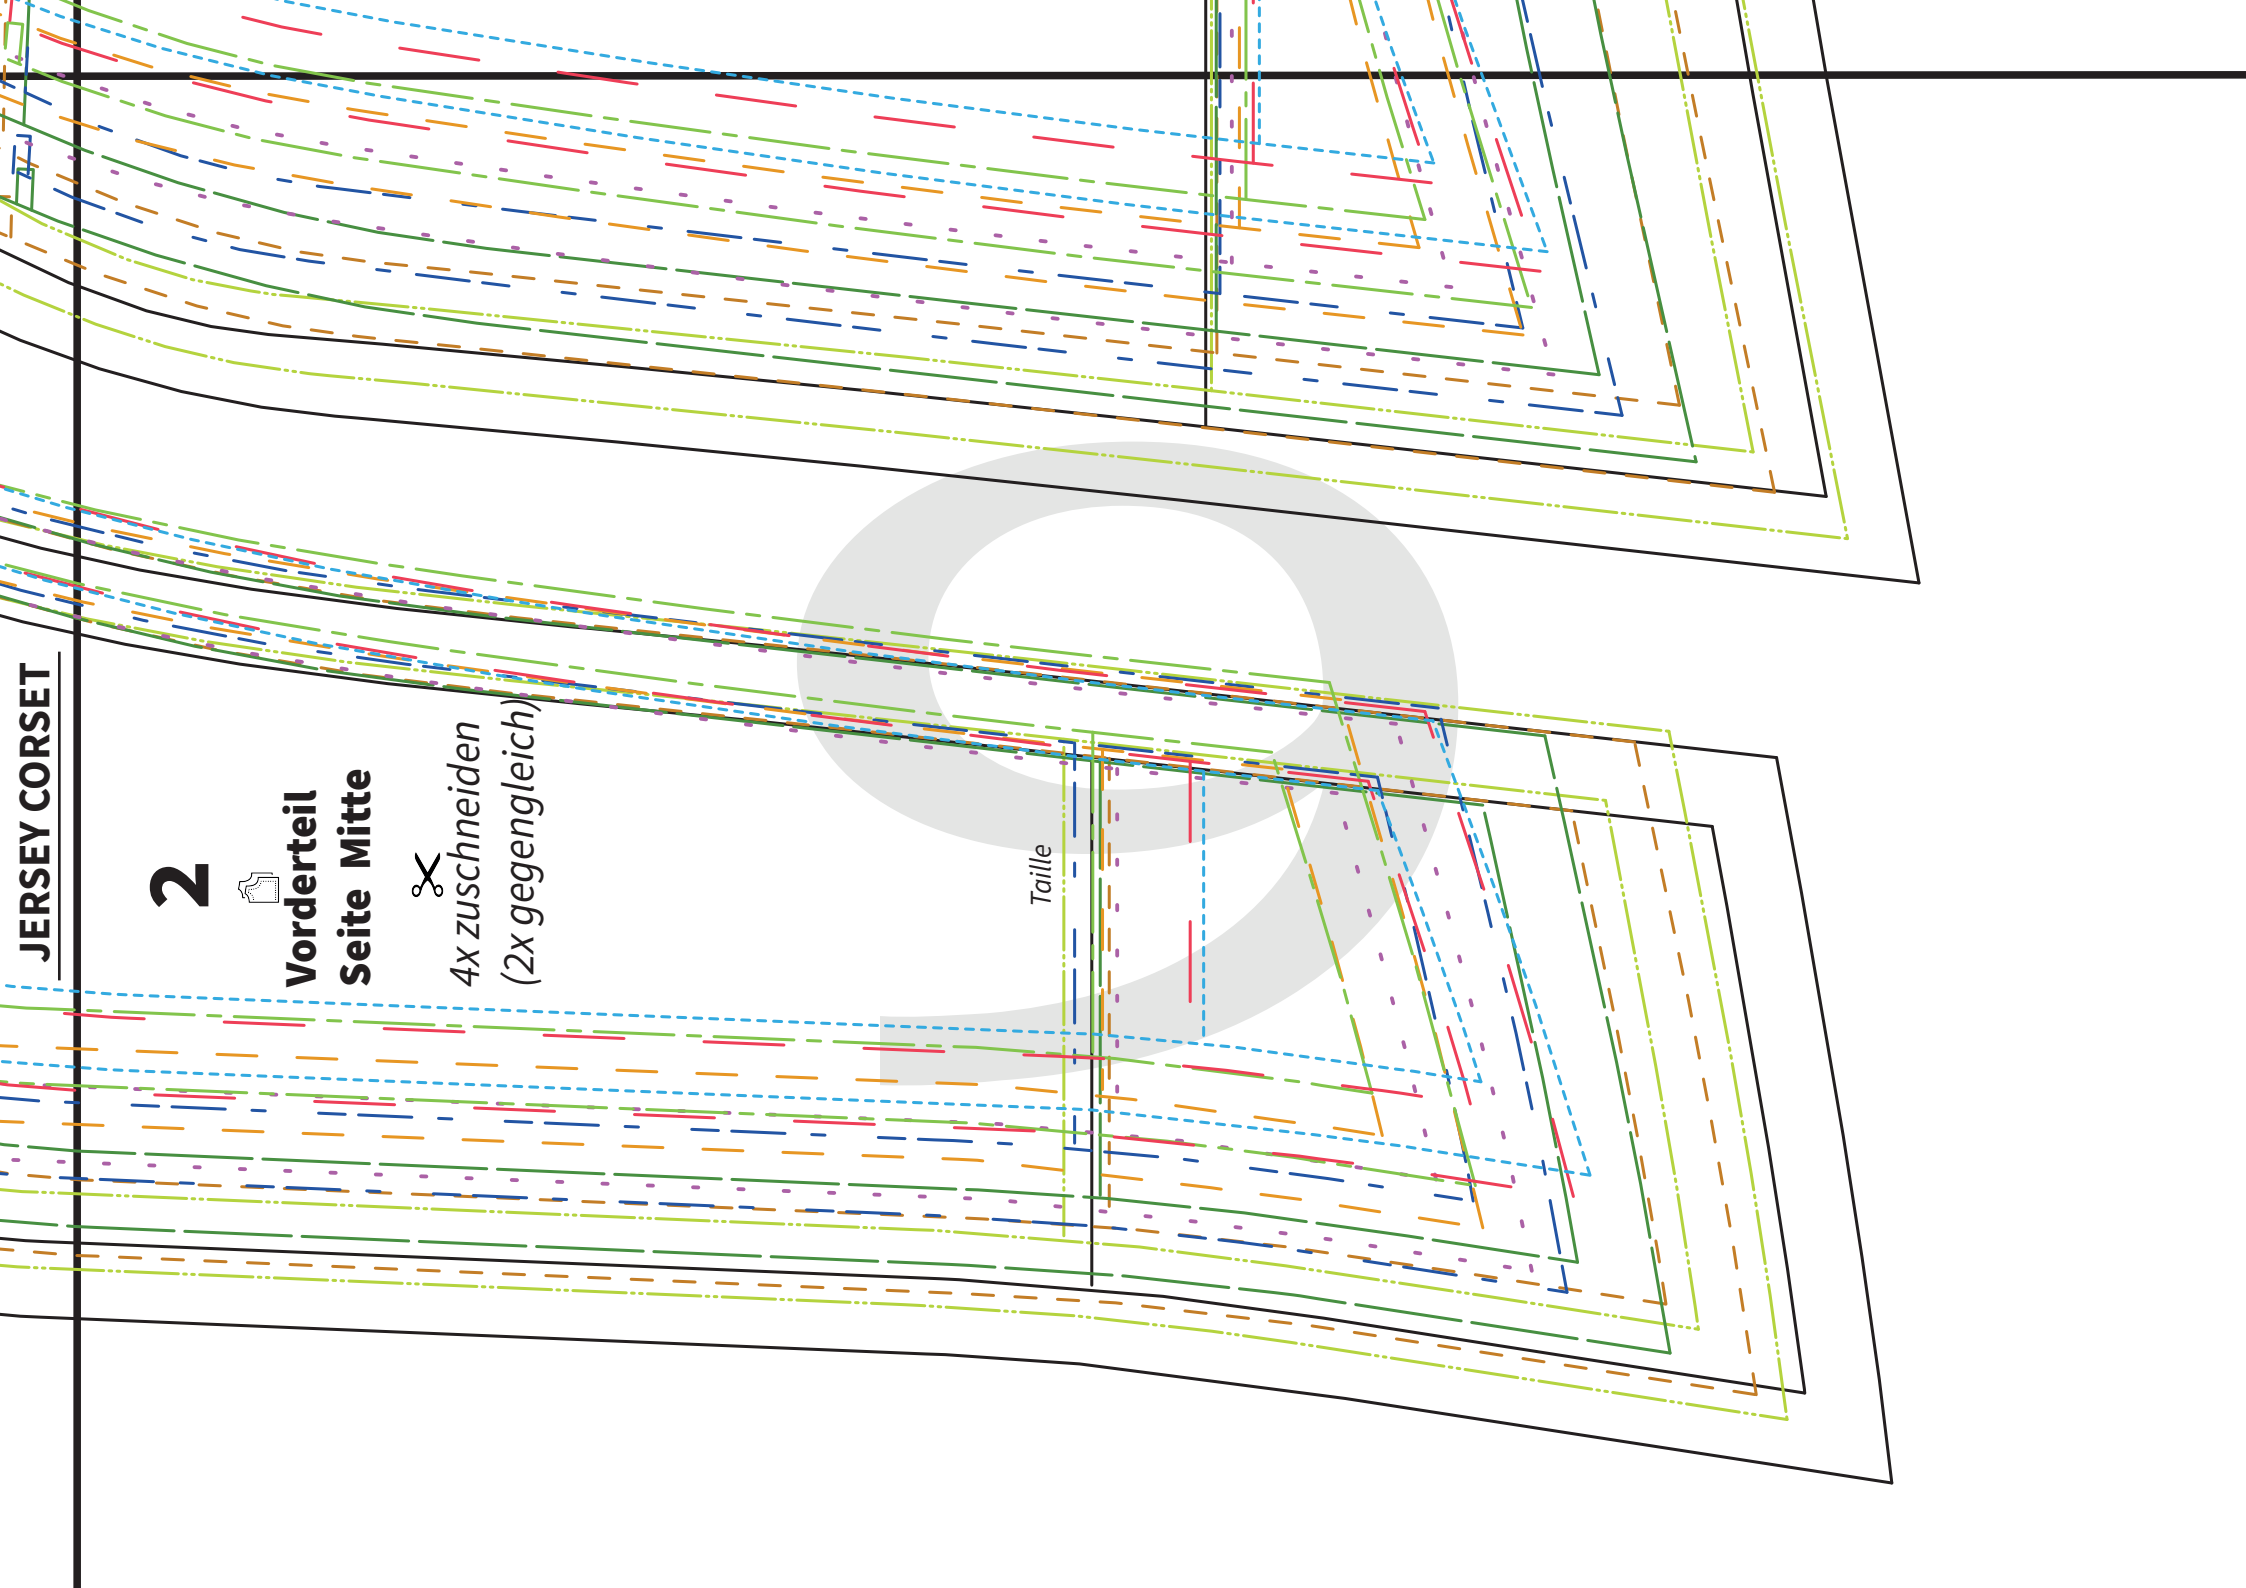 JERSEY CORSET
2
Vorderteil
Seite Mitte
4x zuschneiden
(2x gegengleich)
Taille
9